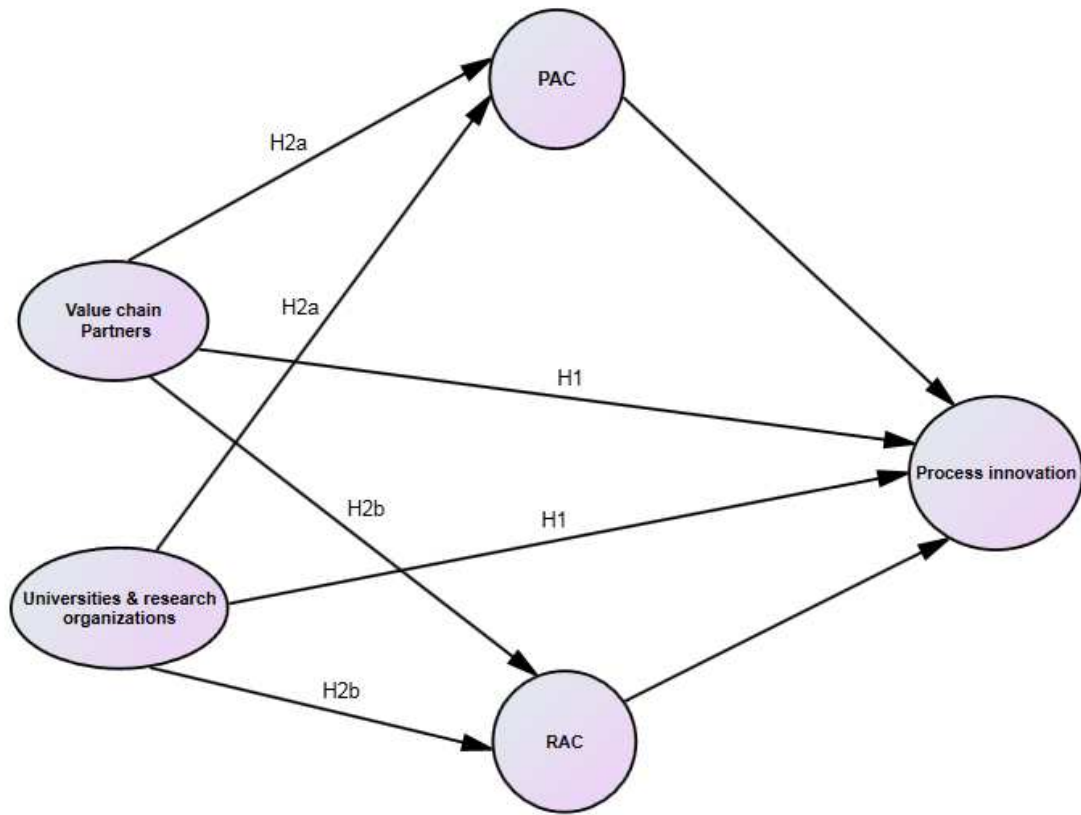 PAC
H2a
H2a
Value chain
Partners
H1
Process innovation
H2b
H1
Universities & research
organizations
H2b
RAC